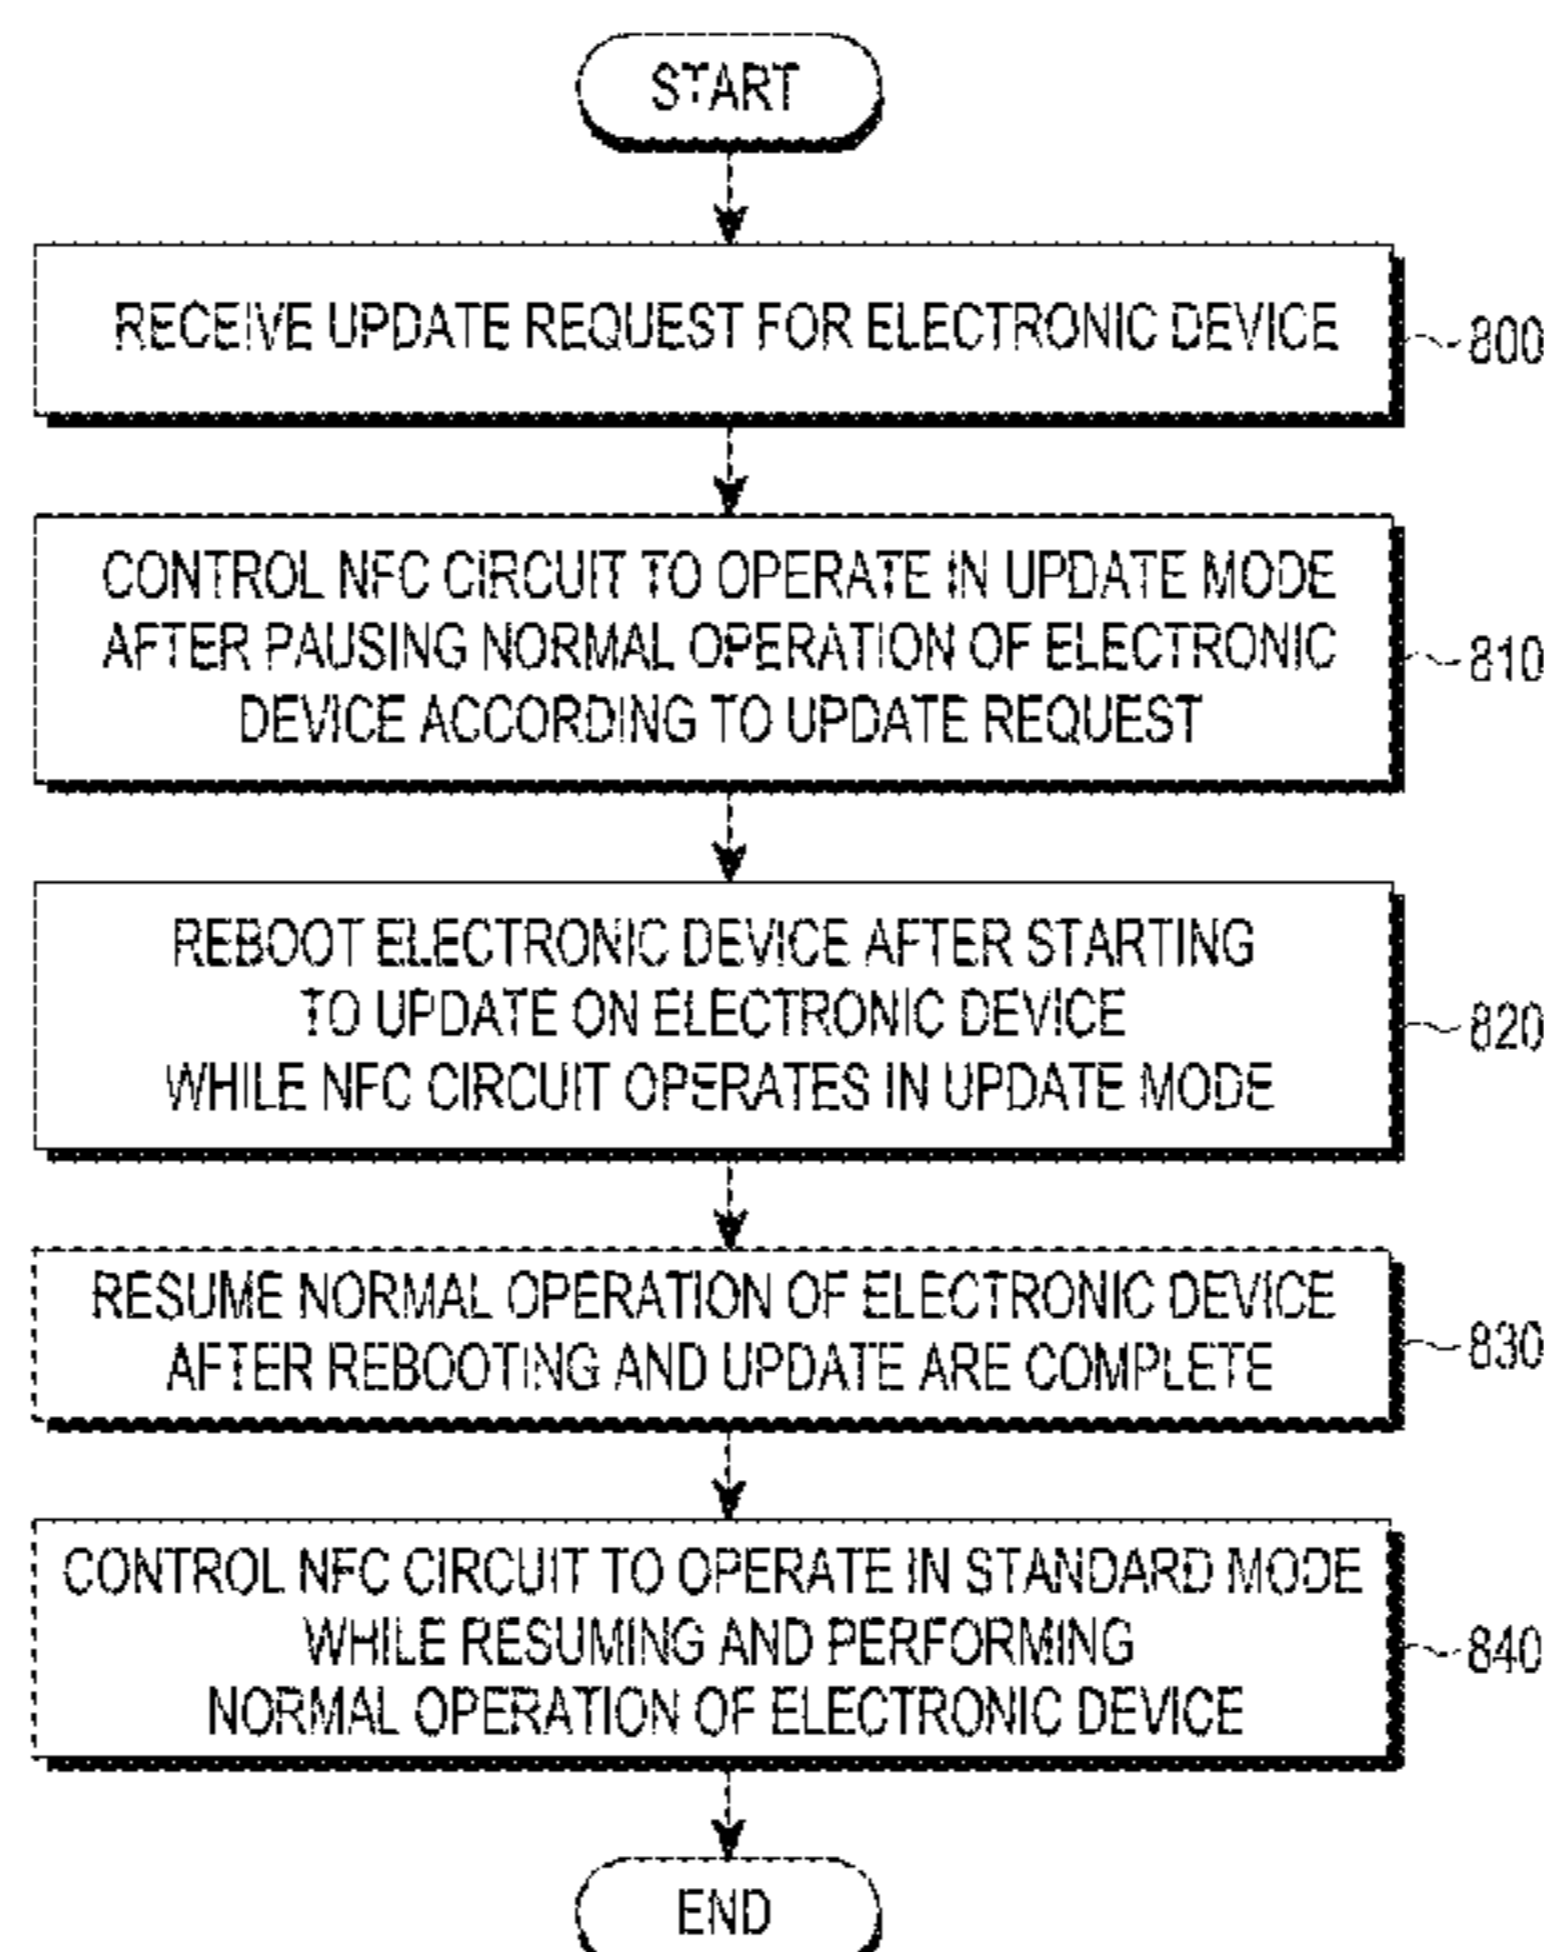 START
RECEIVE UPDATE REQUEST FOR ELECTRONIC DEVICE
800
CONTROL NFC CIRCUIT TO OPERATE IN UPDATE MODE
AFTER PAUSING NORMAL OPERATION OF ELECTRONIC
DEVICE ACCORDING TO UPDATE REQUEST
810
REBOOT ELECTRONIC DEVICE AFTER STARTING
TO UPDATE ON ELECTRONIC DEVICE
WHILE NFC CIRCUIT OPERATES IN UPDATE MODE
820
RESUME NORMAL OPERATION OF ELECTRONIC DEVICE
AFTER REBOOTING AND UPDATE ARE COMPLETE
830
CONTROL NFC CIRCUIT TO OPERATE IN STANDARD MODE
WHILE RESUMING AND PERFORMING
NORMAL OPERATION OF ELECTRONIC DEVICE
840
END